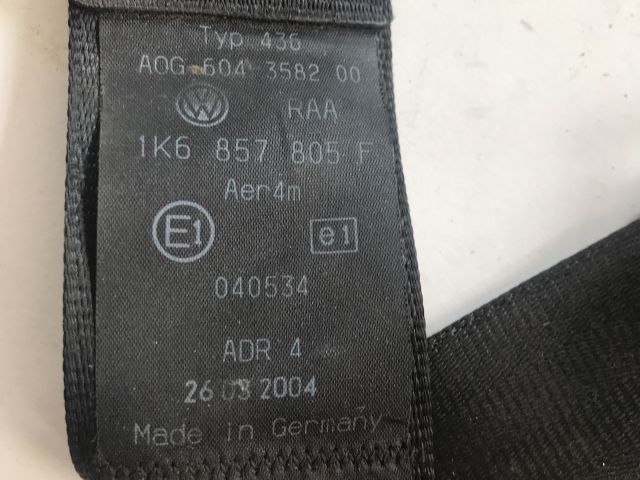 Typ 436
AOG 604 3582 00
RAA
1K6 857 805 F
Aer4m
E1 e1
040534
ADR 4
26 03 2004
Made in Germany